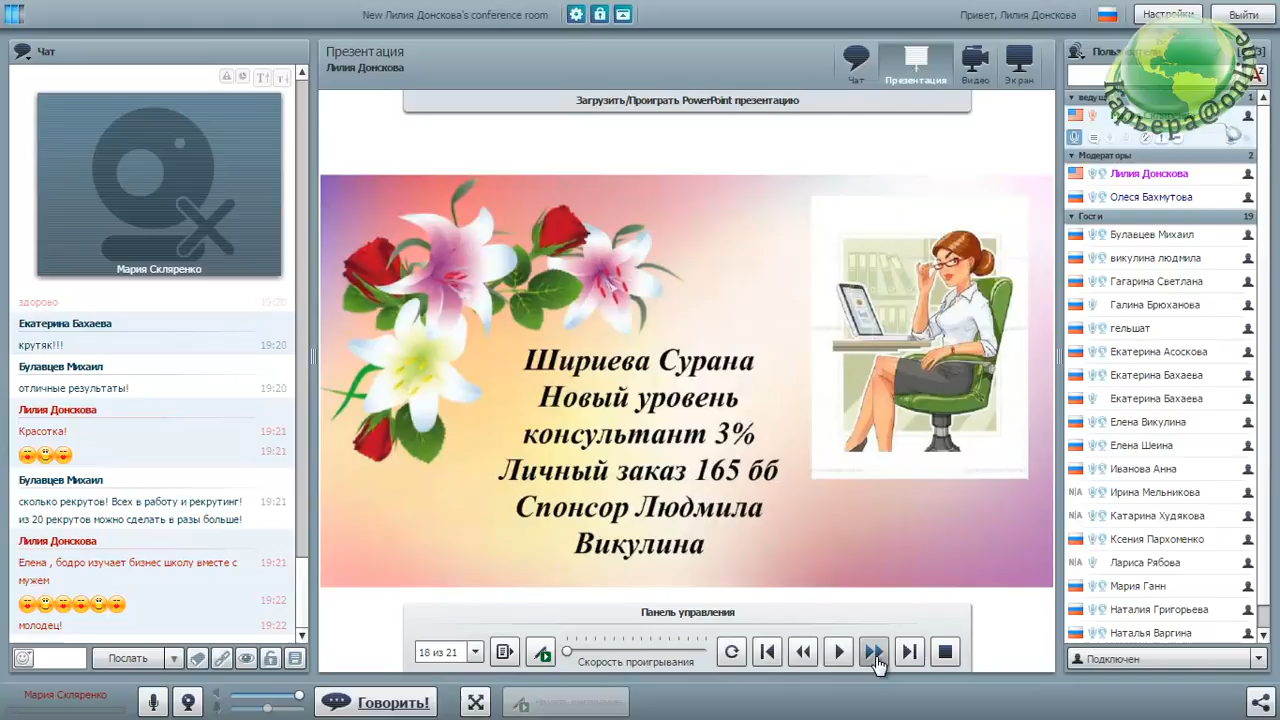 New Лилия Донскова's conference room
Привет, Лилия Донскова
Настройки
Выйти
Чат
Мария Скляренко
здорово 19:20
Екатерина Бахаева
крутяк!!! 19:20
Булавцев Михаил
отличные результаты! 19:20
Лилия Донскова
Красотка! 19:21
19:21
Булавцев Михаил
сколько рекрутов! Всех в работу и рекрутинг! 19:21
из 20 рекрутов можно сделать в разы больше!
Лилия Донскова
Елена , бодро изучает бизнес школу вместе с 19:21
мужем
19:22
молодец! 19:22
Послать
Презентация
Лилия Донскова
Чат
Презентация
Видео
Экран
Загрузить/Проиграть PowerPoint презентацию
Шириева Сурана
Новый уровень
консультант 3%
Личный заказ 165 бб
Спонсор Людмила
Викулина
Панель управления
18 из 21
Скорость проигрывания
карьера@online
Модераторы 2
Лилия Донскова
Олеся Бахмутова
Гости 19
Булавцев Михаил
викулина людмила
Гагарина Светлана
Галина Брюханова
гельшат
Екатерина Асоскова
Екатерина Бахаева
Екатерина Бахаева
Елена Викулина
Елена Шеина
Иванова Анна
N|A Ирина Мельникова
N|A Катарина Худякова
Ксения Пархоменко
N|A Лариса Рябова
Мария Ганн
Наталия Григорьева
Наталья Варгина
Подключен
Мария Скляренко
Говорить!